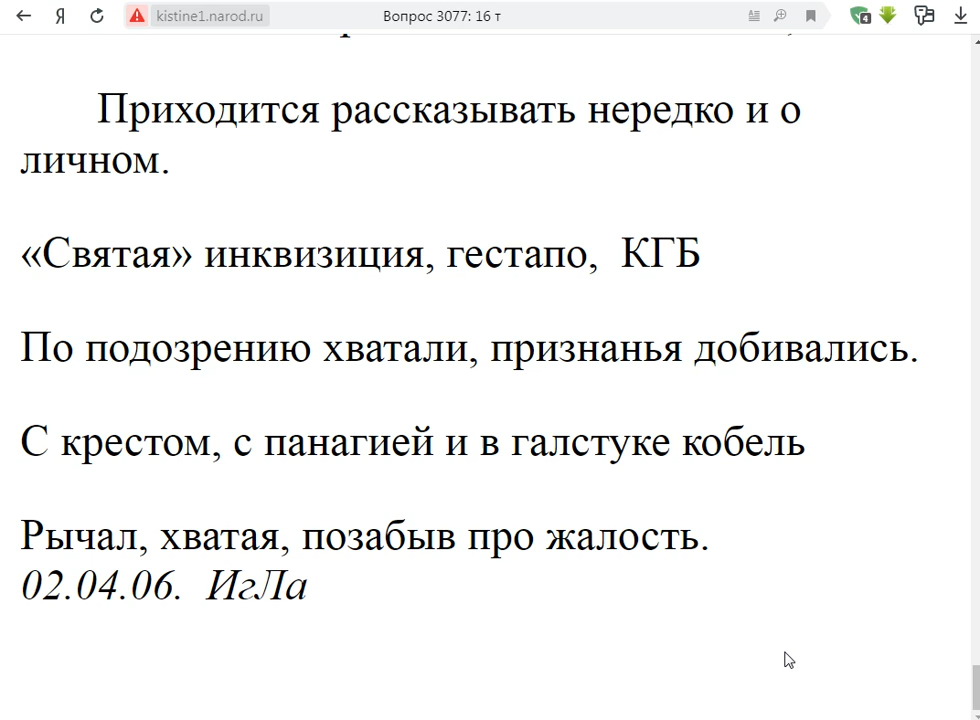 Я kistine1.narod.ru Вопрос 3077: 16 т 4
Приходится рассказывать нередко и о
личном.
«Святая» инквизиция, гестапо, КГБ
По подозрению хватали, признанья добивались.
С крестом, с панагией и в галстуке кобель
Рычал, хватая, позабыв про жалость.
02.04.06. ИгЛа